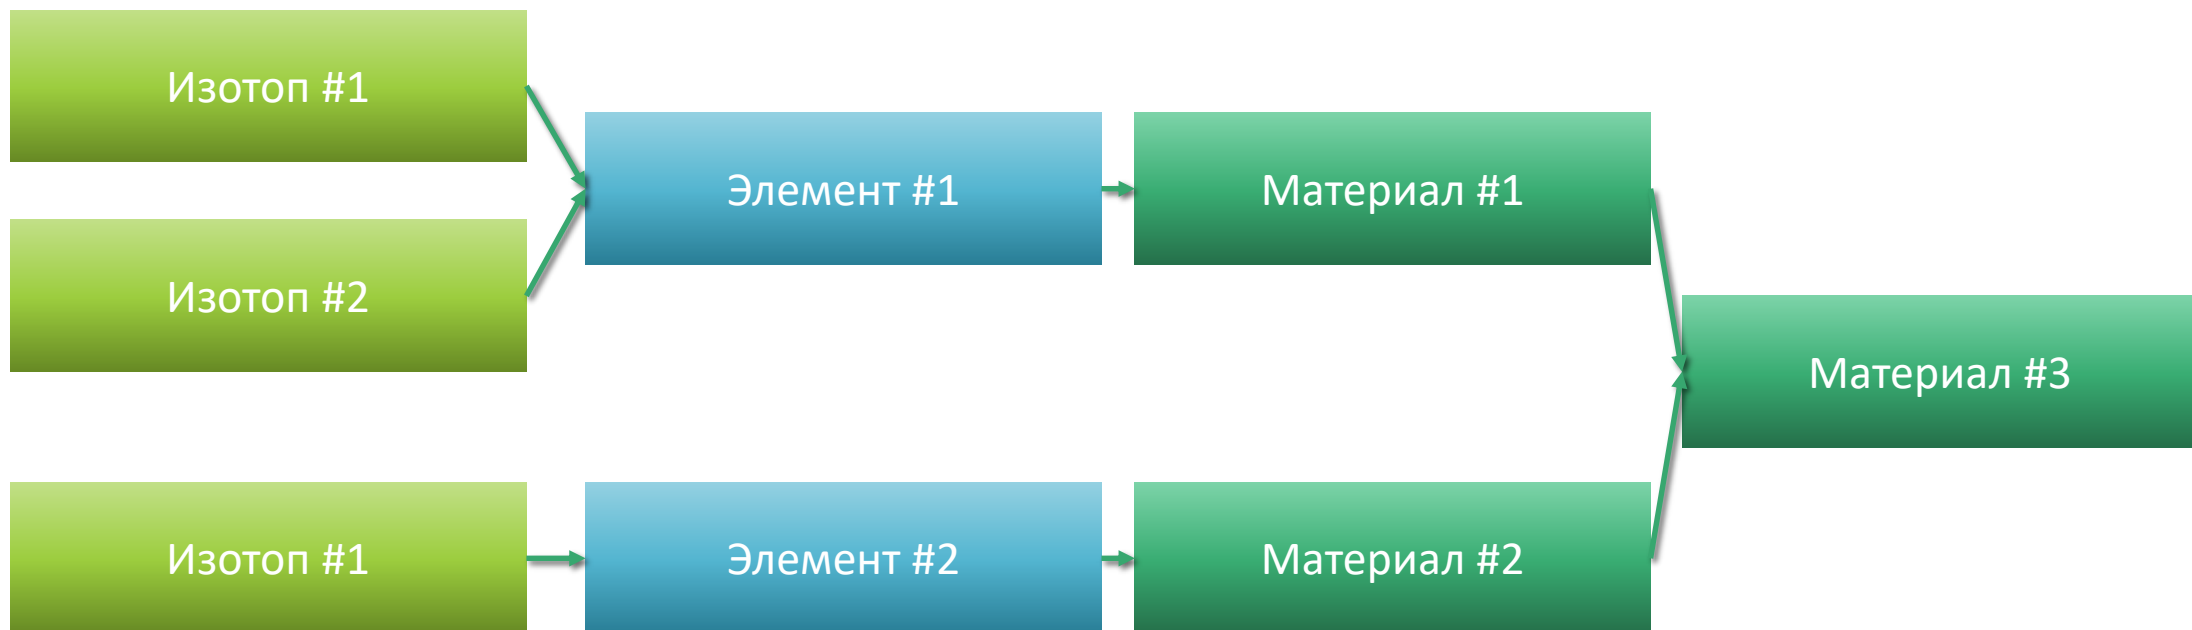 Изотоп #1
Изотоп #2
Элемент #1
Материал #1
Материал #3
Изотоп #1
Элемент #2
Материал #2